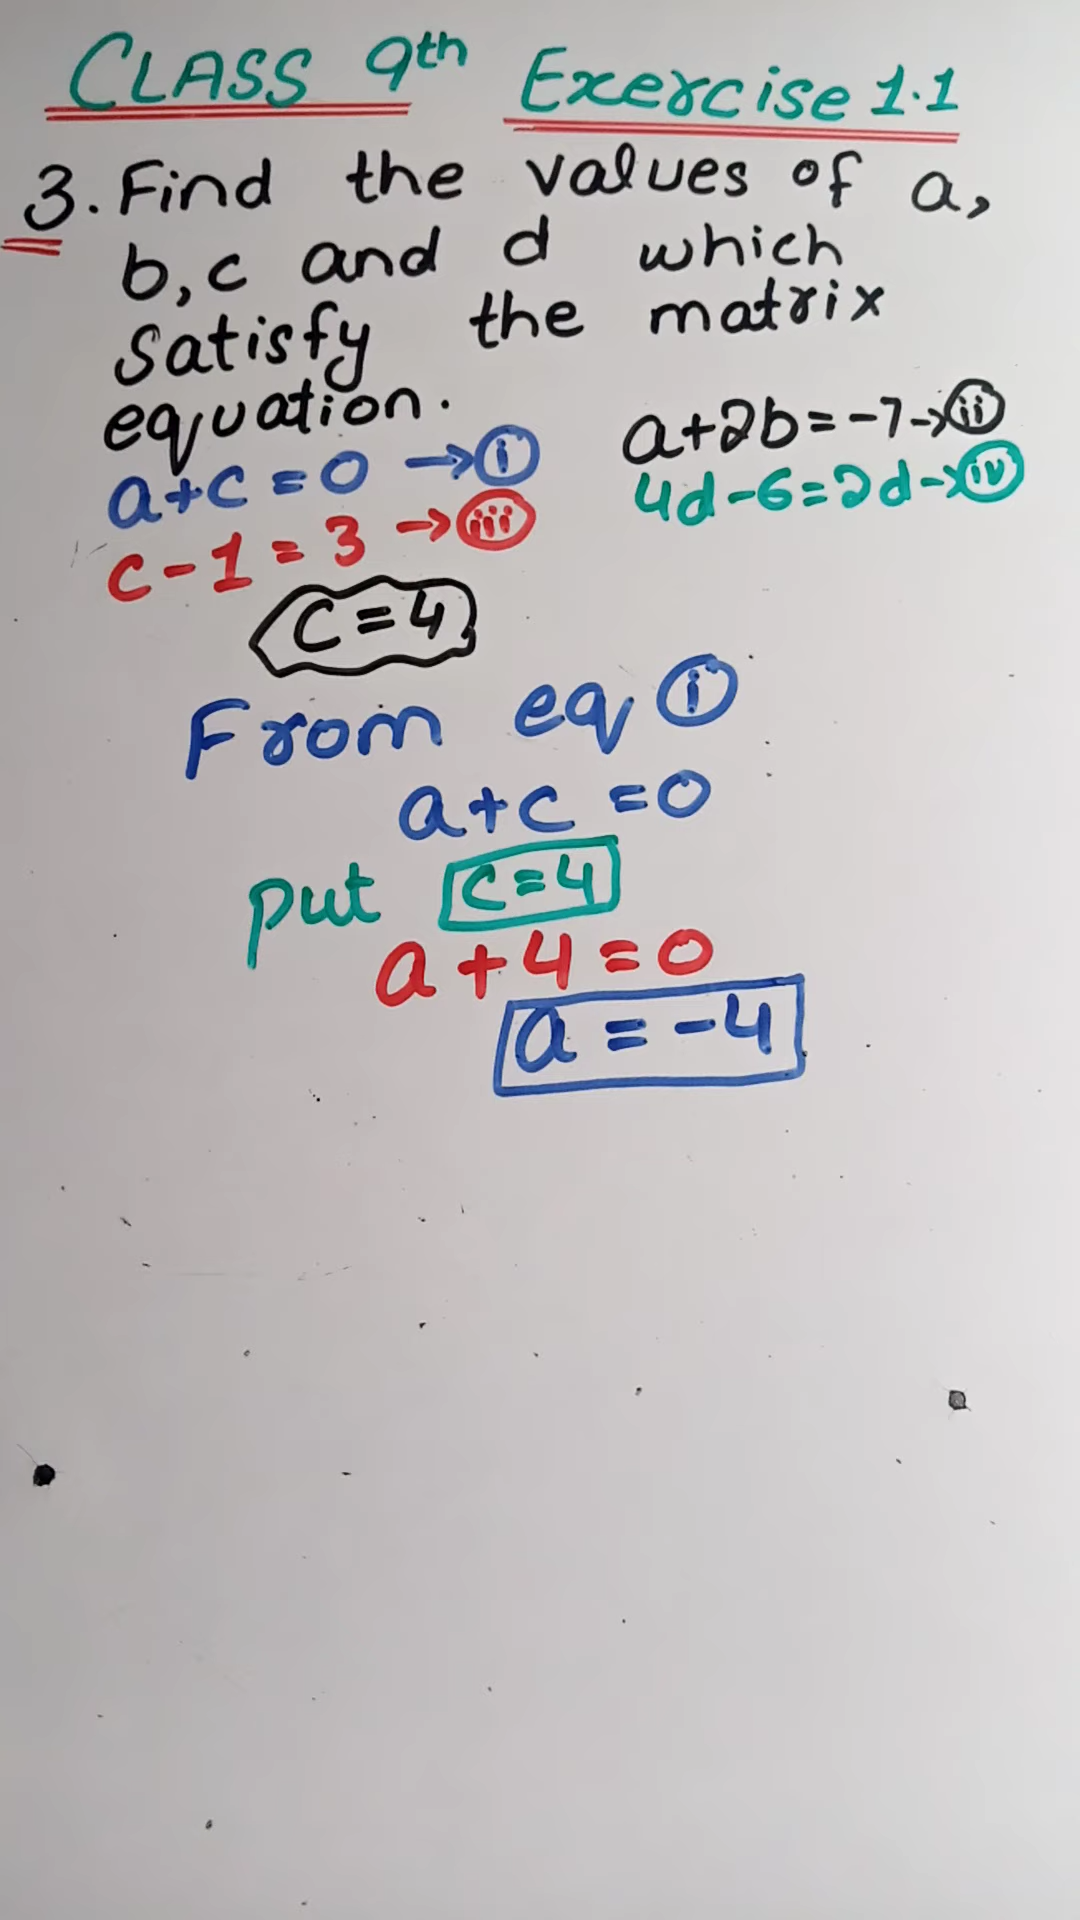 CLASS 9th Exercise 1.1
3. Find the values of a,
b, c and d which
Satisfy the matrix
equation.
a+c=0 →(i) a+2b=-7→(ii)
c-1=3 →(iii) 4d-6=2d→(iv)
C=4
From eq (i)
a+c=0
put C=4
a+4=0
a=-4